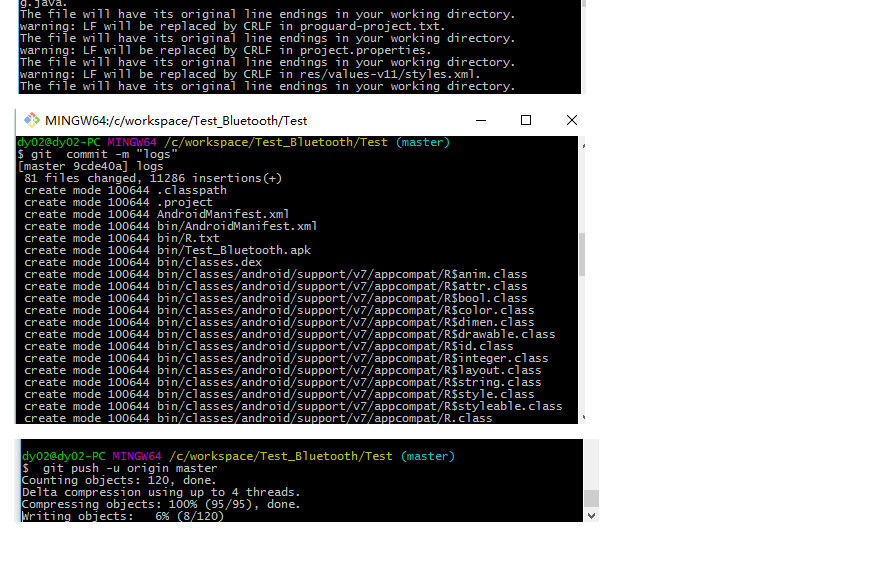 g.java.
The file will have its original line endings in your working directory.
warning: LF will be replaced by CRLF in proguard-project.txt.
The file will have its original line endings in your working directory.
warning: LF will be replaced by CRLF in project.properties.
The file will have its original line endings in your working directory.
warning: LF will be replaced by CRLF in res/values-v11/styles.xml.
The file will have its original line endings in your working directory.
MINGW64:/c/workspace/Test_Bluetooth/Test
dy02@dy02-PC MINGW64 /c/workspace/Test_Bluetooth/Test (master)
$ git  commit -m "logs"
[master 9cde40a] logs
 81 files changed, 11286 insertions(+)
 create mode 100644 .classpath
 create mode 100644 .project
 create mode 100644 AndroidManifest.xml
 create mode 100644 bin/AndroidManifest.xml
 create mode 100644 bin/R.txt
 create mode 100644 bin/Test_Bluetooth.apk
 create mode 100644 bin/classes.dex
 create mode 100644 bin/classes/android/support/v7/appcompat/R$anim.class
 create mode 100644 bin/classes/android/support/v7/appcompat/R$attr.class
 create mode 100644 bin/classes/android/support/v7/appcompat/R$bool.class
 create mode 100644 bin/classes/android/support/v7/appcompat/R$color.class
 create mode 100644 bin/classes/android/support/v7/appcompat/R$dimen.class
 create mode 100644 bin/classes/android/support/v7/appcompat/R$drawable.class
 create mode 100644 bin/classes/android/support/v7/appcompat/R$id.class
 create mode 100644 bin/classes/android/support/v7/appcompat/R$integer.class
 create mode 100644 bin/classes/android/support/v7/appcompat/R$layout.class
 create mode 100644 bin/classes/android/support/v7/appcompat/R$string.class
 create mode 100644 bin/classes/android/support/v7/appcompat/R$style.class
 create mode 100644 bin/classes/android/support/v7/appcompat/R$styleable.class
 create mode 100644 bin/classes/android/support/v7/appcompat/R.class
dy02@dy02-PC MINGW64 /c/workspace/Test_Bluetooth/Test (master)
$  git push -u origin master
Counting objects: 120, done.
Delta compression using up to 4 threads.
Compressing objects: 100% (95/95), done.
Writing objects:   6% (8/120)